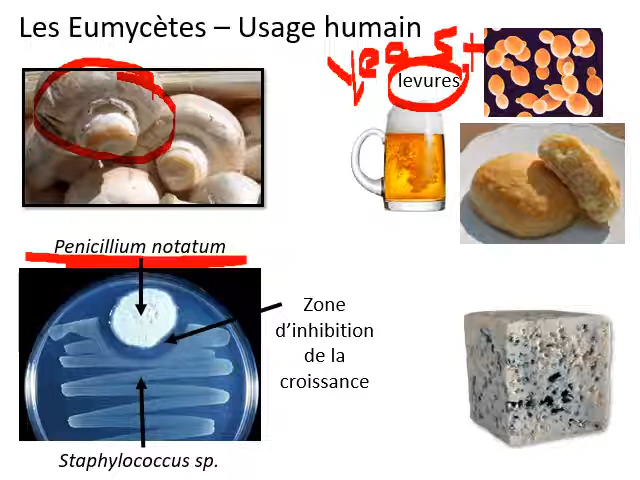 Les Eumycètes – Usage humain
Yeast
levures
Penicillium notatum
Zone
d'inhibition
de la
croissance
Staphylococcus sp.